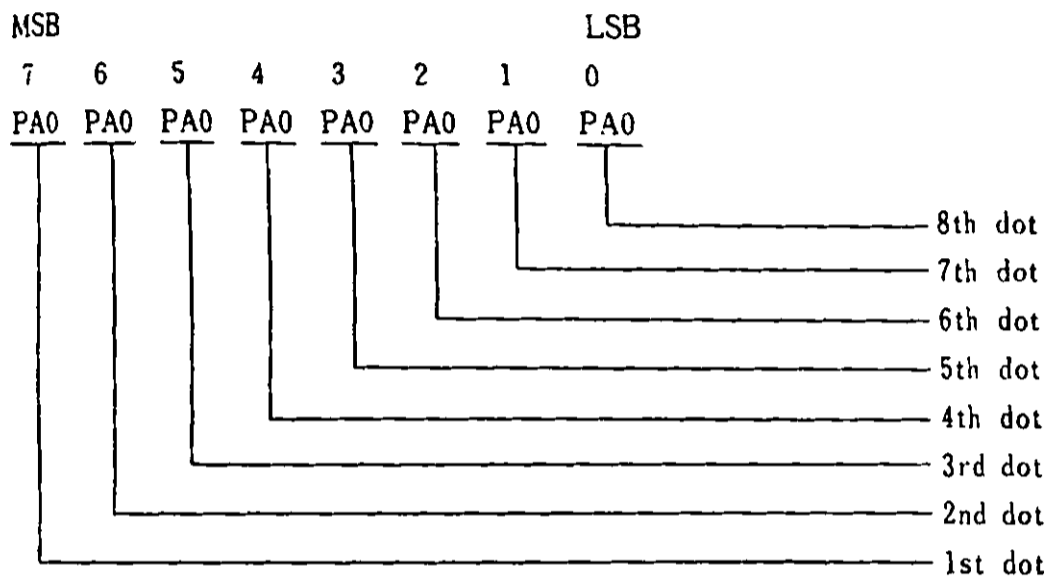 MSB LSB
7 6 5 4 3 2 1 0
PA0 PA0 PA0 PA0 PA0 PA0 PA0 PA0
8th dot
7th dot
6th dot
5th dot
4th dot
3rd dot
2nd dot
1st dot